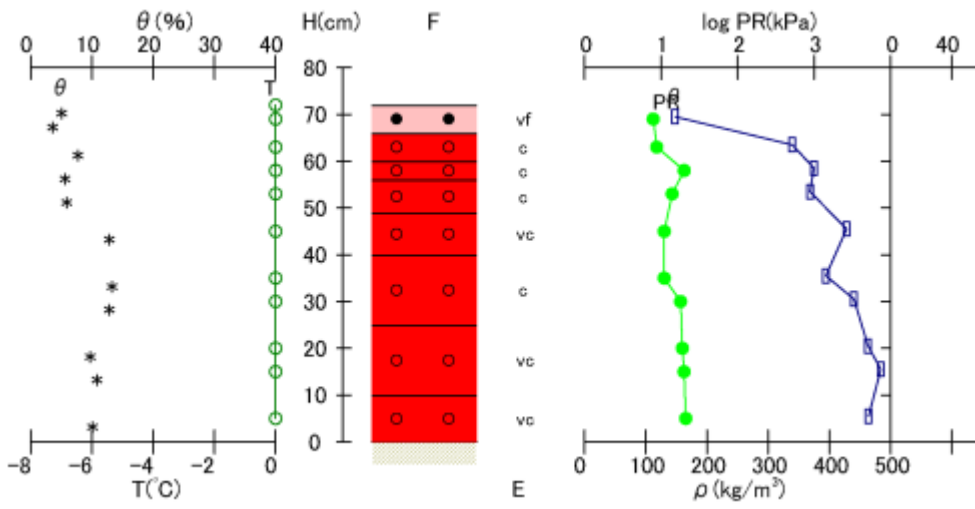 θ(%) H(cm) F log PR(kPa)
0 10 20 30 40 0 1 2 3 0 40
80
θ T PR θ
70 vf
c
60
c
50 c
vc
40
30 c
20
vc
10
vc
0
-8 -6 -4 -2 0 0 100 200 300 400 500
T(℃) E ρ(kg/m³)